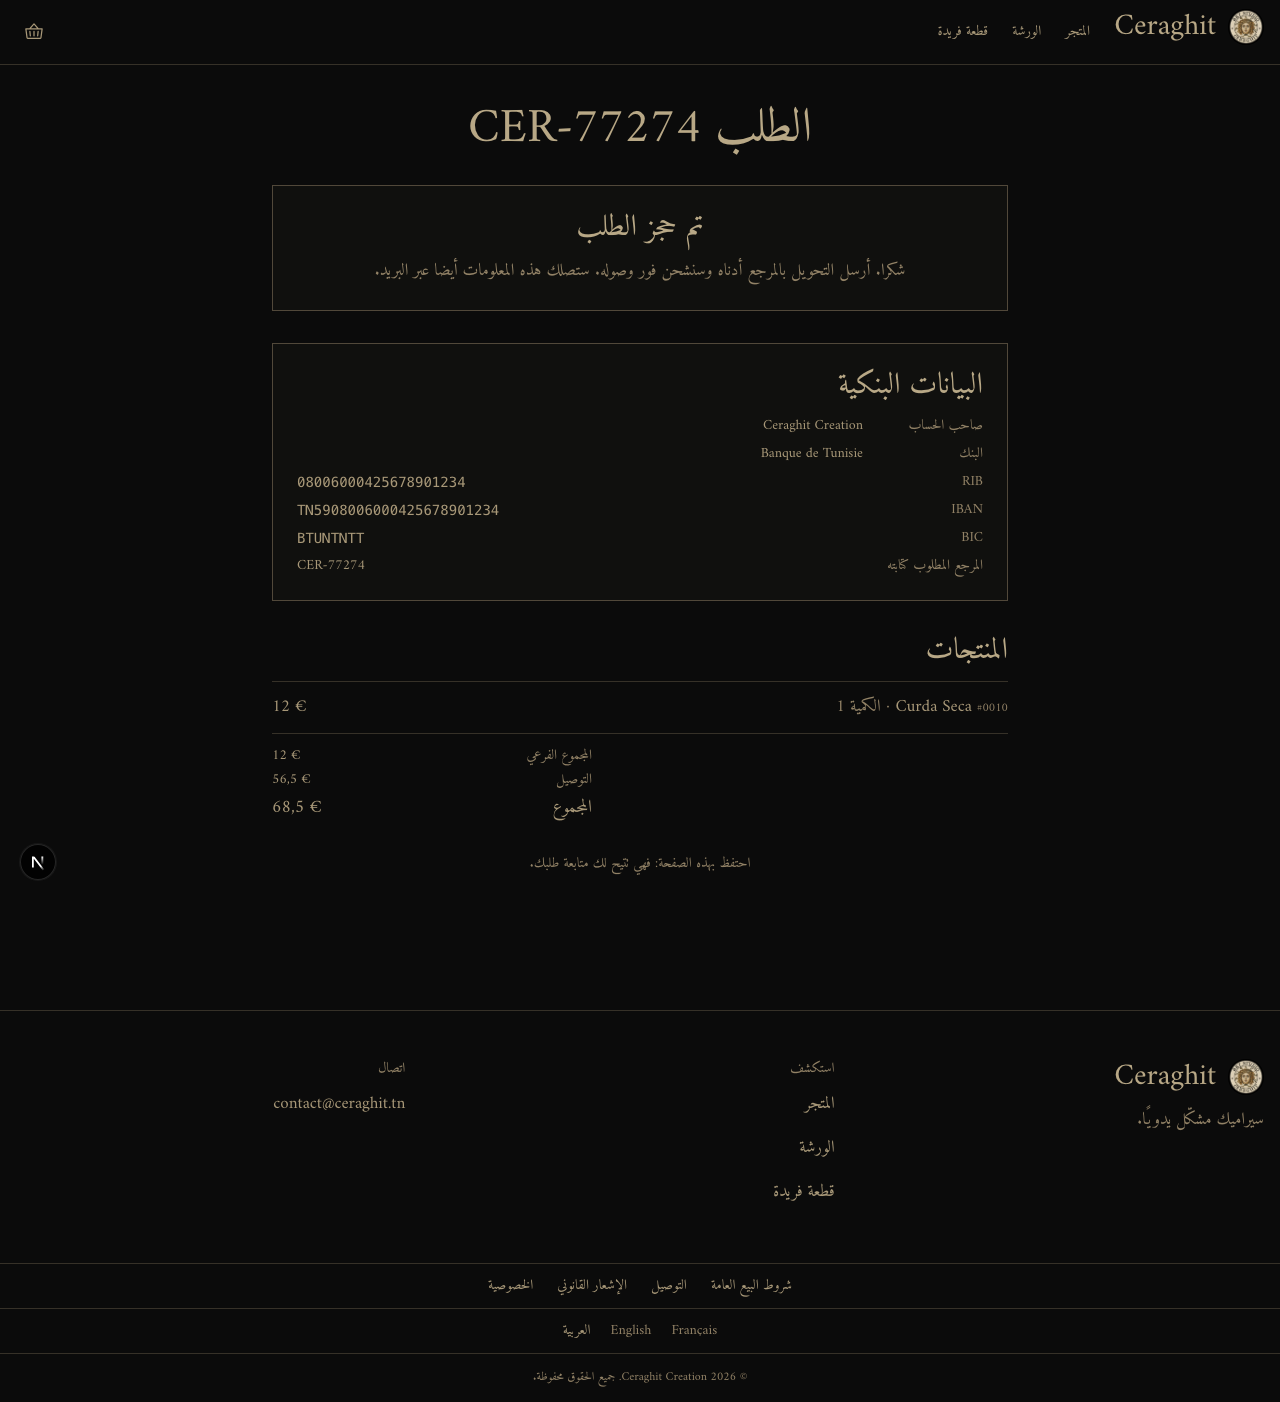 Ceraghit المتجر الورشة قطعة فريدة
الطلب CER-77274
تم حجز الطلب
شكرا. أرسل التحويل بالمرجع أدناه وسنشحن فور وصوله. ستصلك هذه المعلومات أيضا عبر البريد.
البيانات البنكية
صاحب الحساب Ceraghit Creation
البنك Banque de Tunisie
RIB 08006000425678901234
IBAN TN5908006000425678901234
BIC BTUNTNTT
المرجع المطلوب كتابته CER-77274
المنتجات
Curda Seca #0010 · الكمية 1 12 €
المجموع الفرعي 12 €
التوصيل 56,5 €
المجموع 68,5 €
احتفظ بهذه الصفحة: فهي تتيح لك متابعة طلبك.
N
Ceraghit
سيراميك مشكّل يدويًا.
استكشف
المتجر
الورشة
قطعة فريدة
اتصال
contact@ceraghit.tn
شروط البيع العامة التوصيل الإشعار القانوني الخصوصية
Français English العربية
© 2026 Ceraghit Creation. جميع الحقوق محفوظة.